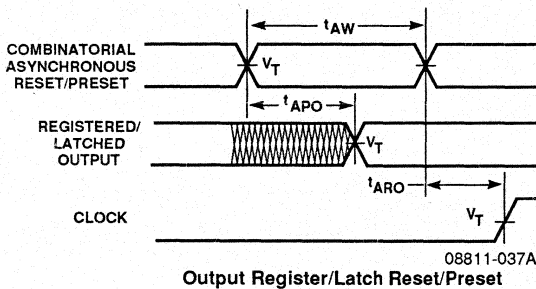 tAW
COMBINATORIAL
ASYNCHRONOUS
RESET/PRESET
VT
tAPO
REGISTERED/
LATCHED
OUTPUT
VT
tARO
CLOCK
VT
08811-037A
Output Register/Latch Reset/Preset